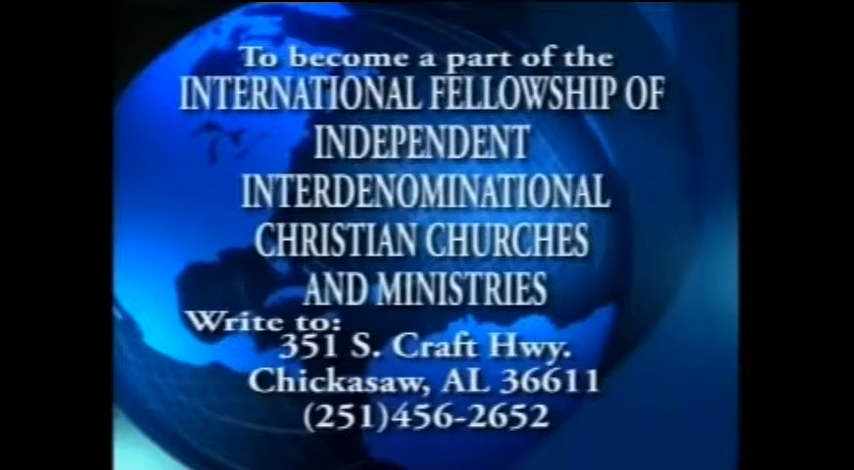 To become a part of the
INTERNATIONAL FELLOWSHIP OF
INDEPENDENT
INTERDENOMINATIONAL
CHRISTIAN CHURCHES
AND MINISTRIES
Write to:
351 S. Craft Hwy.
Chickasaw, AL 36611
(251)456-2652